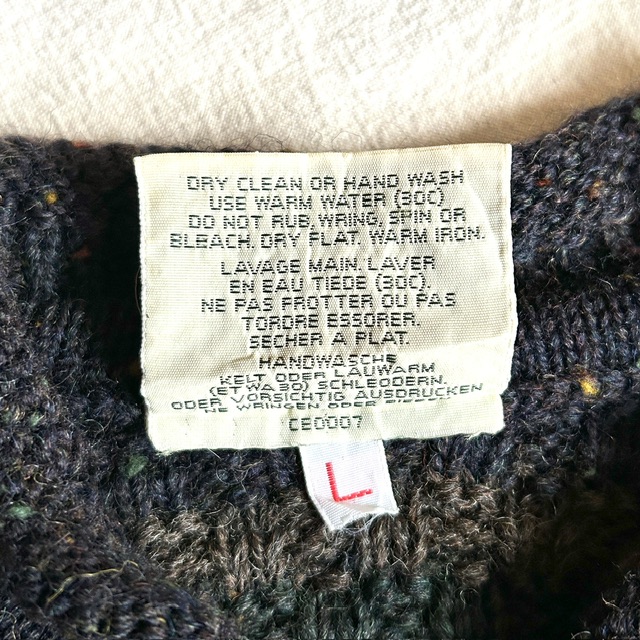 DRY CLEAN OR HAND WASH
USE WARM WATER (30C)
DO NOT RUB, WRING, SPIN OR
BLEACH, DRY FLAT. WARM IRON.
LAVAGE MAIN LAVER
EN EAU TIEDE (30C).
NE PAS FROTTER OU PAS
TORDRE ESSORER.
SECHER A PLAT.
HANDWASCHE
KELT ODER LAUWARM
SCHLEODERN.
ODER VORSICHTIG AUSDRUCKEN
WRINGEN ODER
CE0007
L